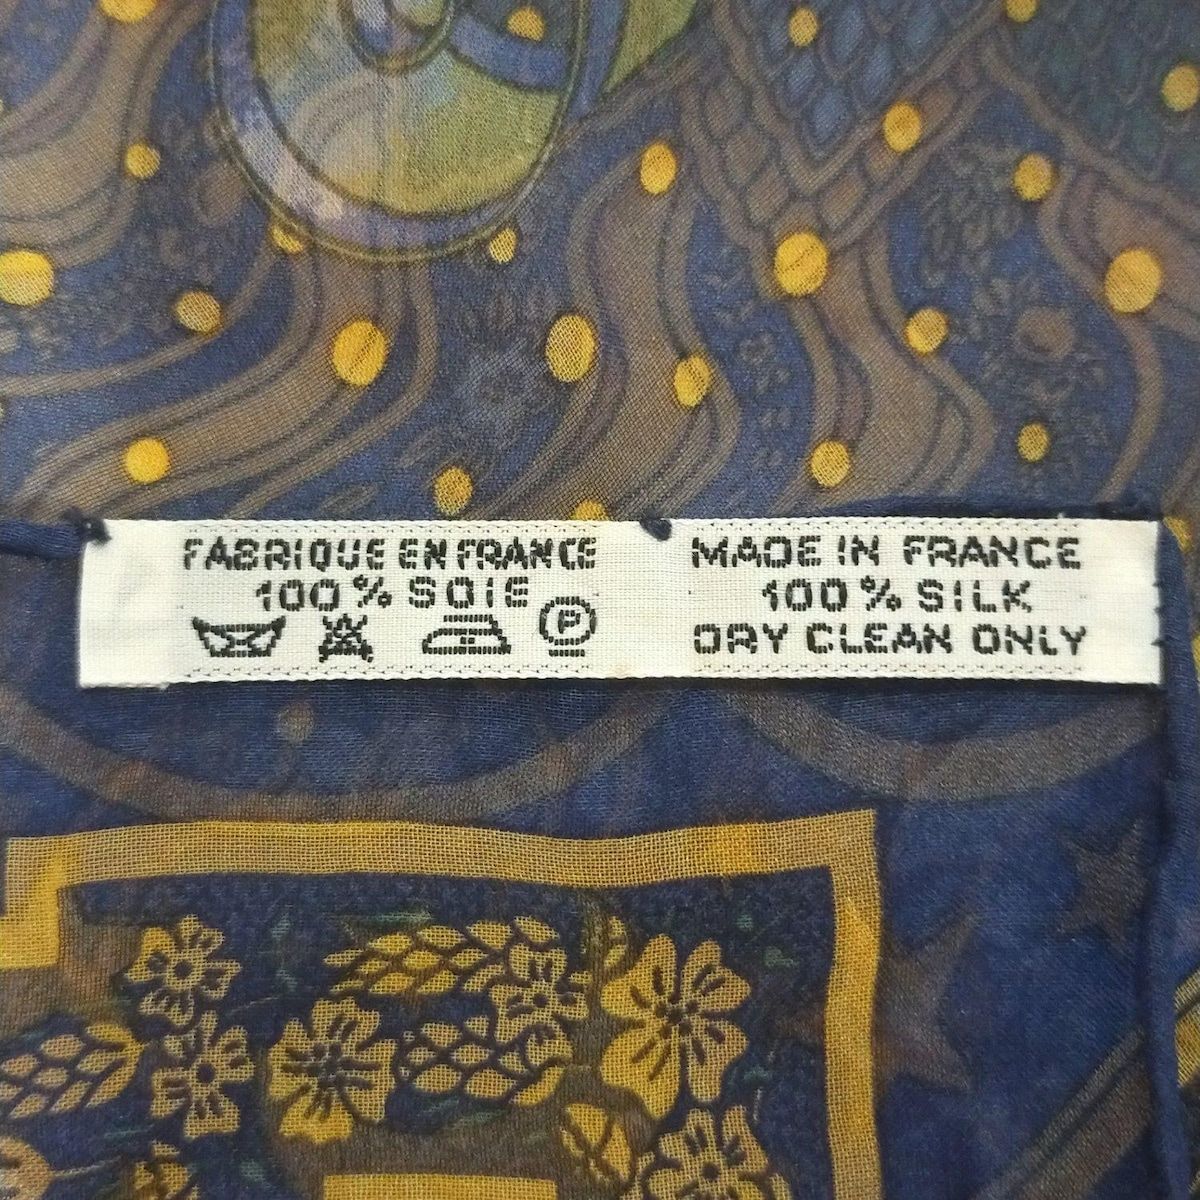 FABRIQUE EN FRANCE
100% SOIE
P
MADE IN FRANCE
100% SILK
DRY CLEAN ONLY